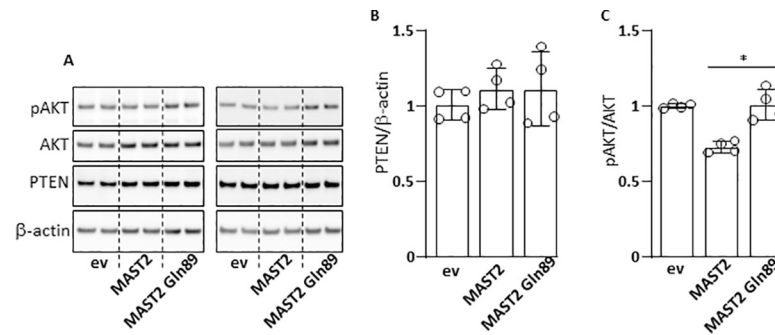 A
pAKT
AKT
PTEN
β-actin
ev
MAST2
MAST2 Gln89
ev
MAST2
MAST2 Gln89
B
PTEN/β-actin
1.5
1
0.5
0
ev
MAST2
MAST2 Gln89
C
pAKT/AKT
1.5
1
0.5
0
*
ev
MAST2
MAST2 Gln89